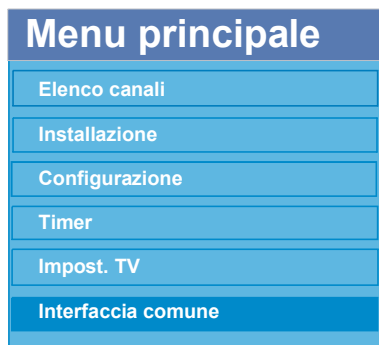 Menu principale
Elenco canali
Installazione
Configurazione
Timer
Impost. TV
Interfaccia comune